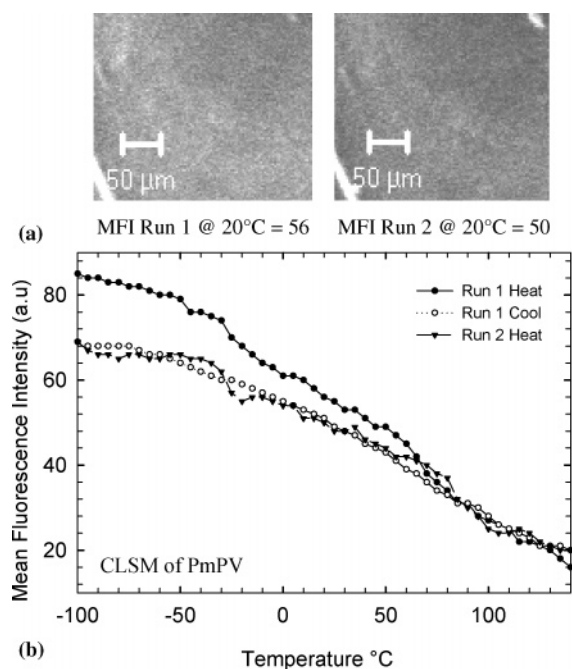 50 μm
50 μm
MFI Run 1 @ 20°C = 56
MFI Run 2 @ 20°C = 50
(a)
80
60
40
20
Mean Fluorescence Intensity (a.u)
Run 1 Heat
Run 1 Cool
Run 2 Heat
CLSM of PmPV
-100
-50
0
50
100
(b)
Temperature °C